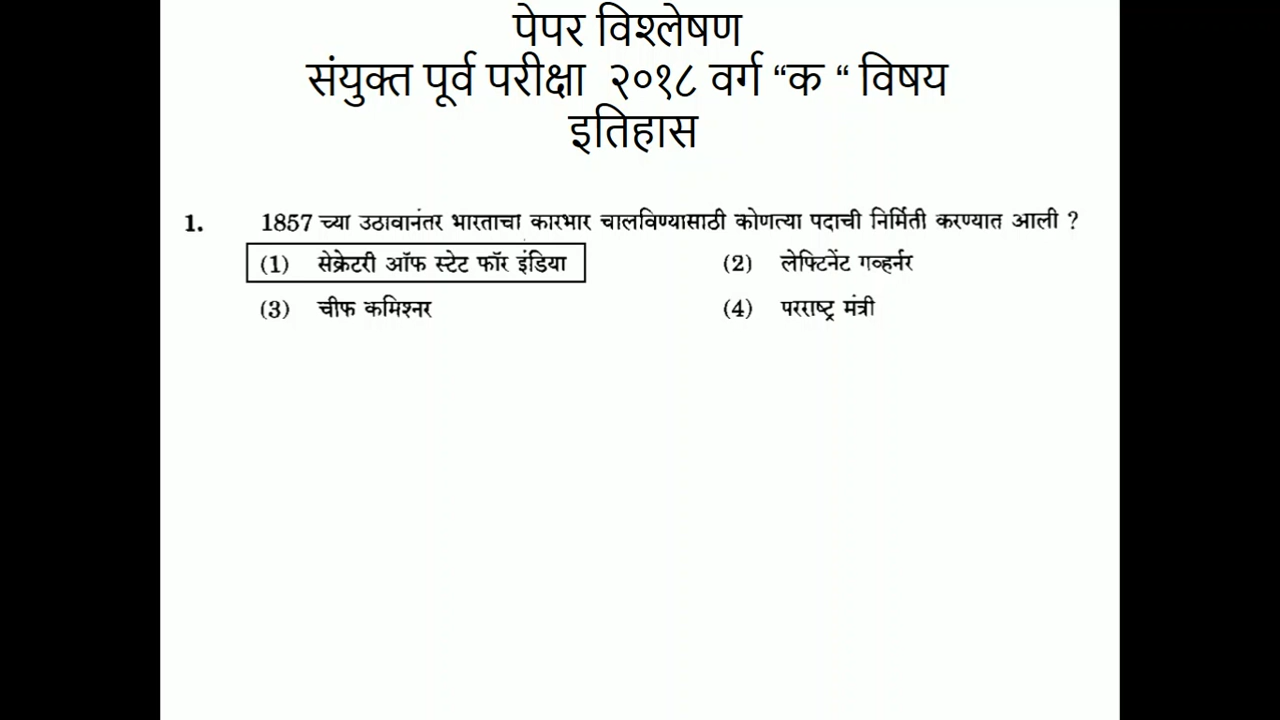 पेपर विश्लेषण
संयुक्त पूर्व परीक्षा २०१८ वर्ग “क “ विषय
इतिहास
1. 1857 च्या उठावानंतर भारताचा कारभार चालविण्यासाठी कोणत्या पदाची निर्मिती करण्यात आली ?
(1) सेक्रेटरी ऑफ स्टेट फॉर इंडिया (2) लेफ्टिनेंट गव्हर्नर
(3) चीफ कमिश्नर (4) परराष्ट्र मंत्री